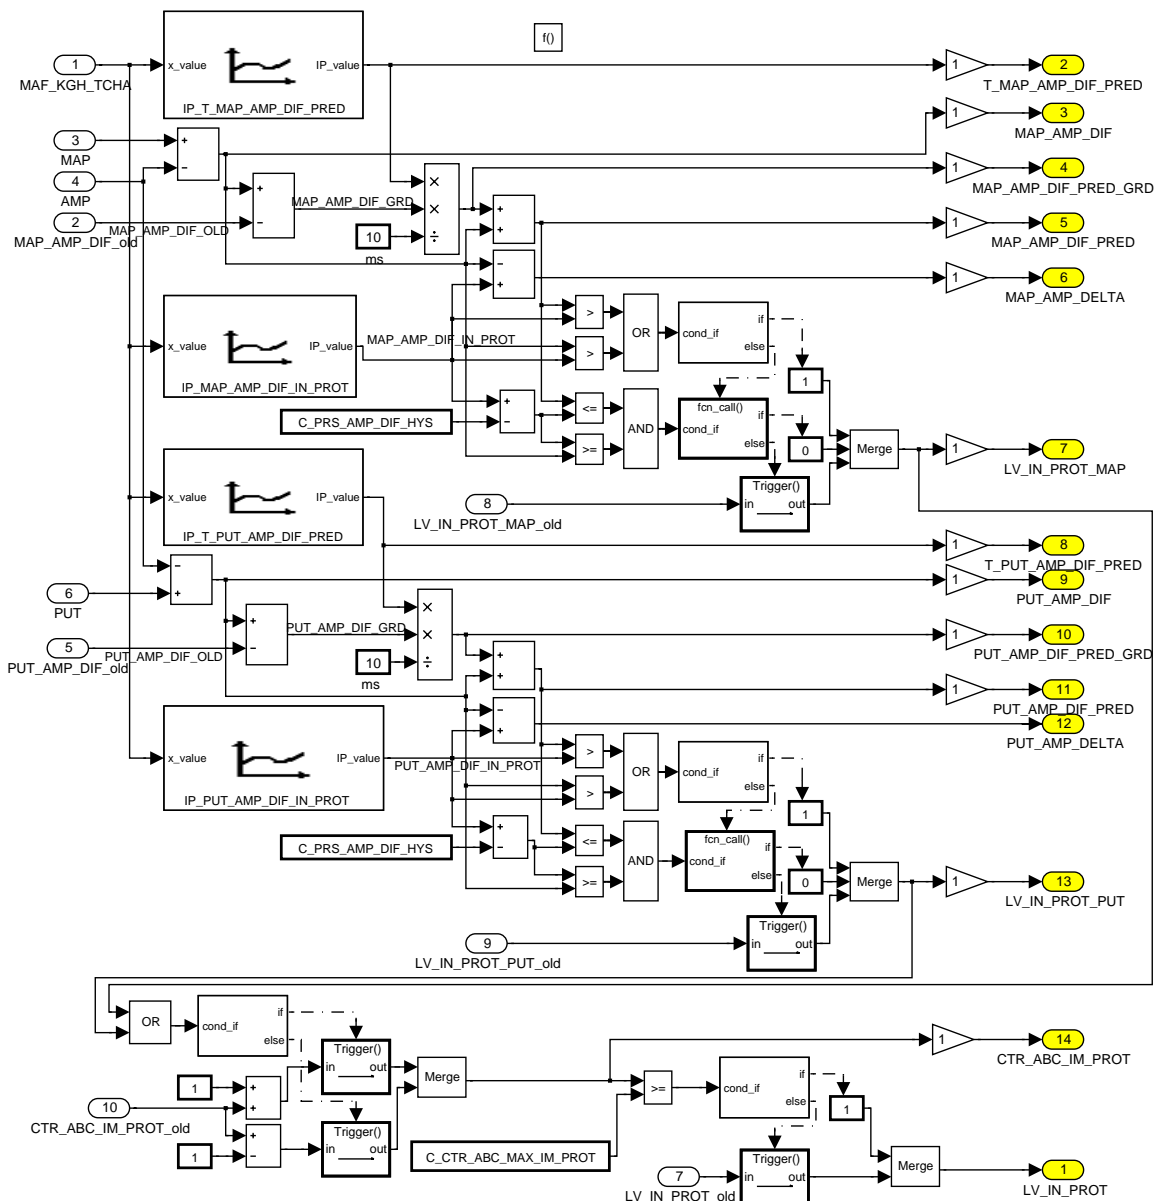 f()
x_value IP_value
IP_T_MAP_AMP_DIF_PRED
1
MAF_KGH_TCHA
1 2
T_MAP_AMP_DIF_PRED
3
MAP
+
−
1 3
MAP_AMP_DIF
4
AMP
+
−
MAP_AMP_DIF_GRD
×
×
÷
1 4
MAP_AMP_DIF_PRED_GRD
2
MAP_AMP_DIF_old
MAP_AMP_DIF_OLD
10
ms
+
+
1 5
MAP_AMP_DIF_PRED
−
+
1 6
MAP_AMP_DELTA
x_value IP_value
IP_MAP_AMP_DIF_IN_PROT
MAP_AMP_DIF_IN_PROT
>
>
OR
cond_if
if
else
1
C_PRS_AMP_DIF_HYS
+
−
<=
>=
AND
fcn_call()
cond_if
if
else
0
Merge
1 7
LV_IN_PROT_MAP
8
LV_IN_PROT_MAP_old
Trigger()
in out
x_value IP_value
IP_T_PUT_AMP_DIF_PRED
1 8
T_PUT_AMP_DIF_PRED
6
PUT
−
+
1 9
PUT_AMP_DIF
5
PUT_AMP_DIF_old
PUT_AMP_DIF_OLD
+
−
PUT_AMP_DIF_GRD
×
×
÷
10
ms
1 10
PUT_AMP_DIF_PRED_GRD
+
+
1 11
PUT_AMP_DIF_PRED
−
+
12
PUT_AMP_DELTA
x_value IP_value
IP_PUT_AMP_DIF_IN_PROT
PUT_AMP_DIF_IN_PROT
>
>
OR
cond_if
if
else
1
C_PRS_AMP_DIF_HYS
+
−
<=
>=
AND
fcn_call()
cond_if
if
else
0
Merge
1 13
LV_IN_PROT_PUT
9
LV_IN_PROT_PUT_old
Trigger()
in out
OR
cond_if
if
else
Trigger()
in out
Merge
1 14
CTR_ABC_IM_PROT
1
+
+
10
CTR_ABC_IM_PROT_old
1
+
−
Trigger()
in out
>=
cond_if
if
else
1
C_CTR_ABC_MAX_IM_PROT
7
LV_IN_PROT_old
Trigger()
in out
Merge
1
LV_IN_PROT